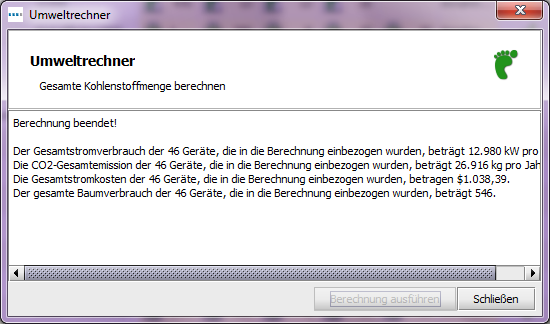 Umweltrechner
Umweltrechner
Gesamte Kohlenstoffmenge berechnen
Berechnung beendet!
Der Gesamtstromverbrauch der 46 Geräte, die in die Berechnung einbezogen wurden, beträgt 12.980 kW pro
Die CO2-Gesamtemission der 46 Geräte, die in die Berechnung einbezogen wurden, beträgt 26.916 kg pro Jah
Die Gesamtstromkosten der 46 Geräte, die in die Berechnung einbezogen wurden, betragen $1.038,39.
Der gesamte Baumverbrauch der 46 Geräte, die in die Berechnung einbezogen wurden, beträgt 546.
Berechnung ausführen Schließen